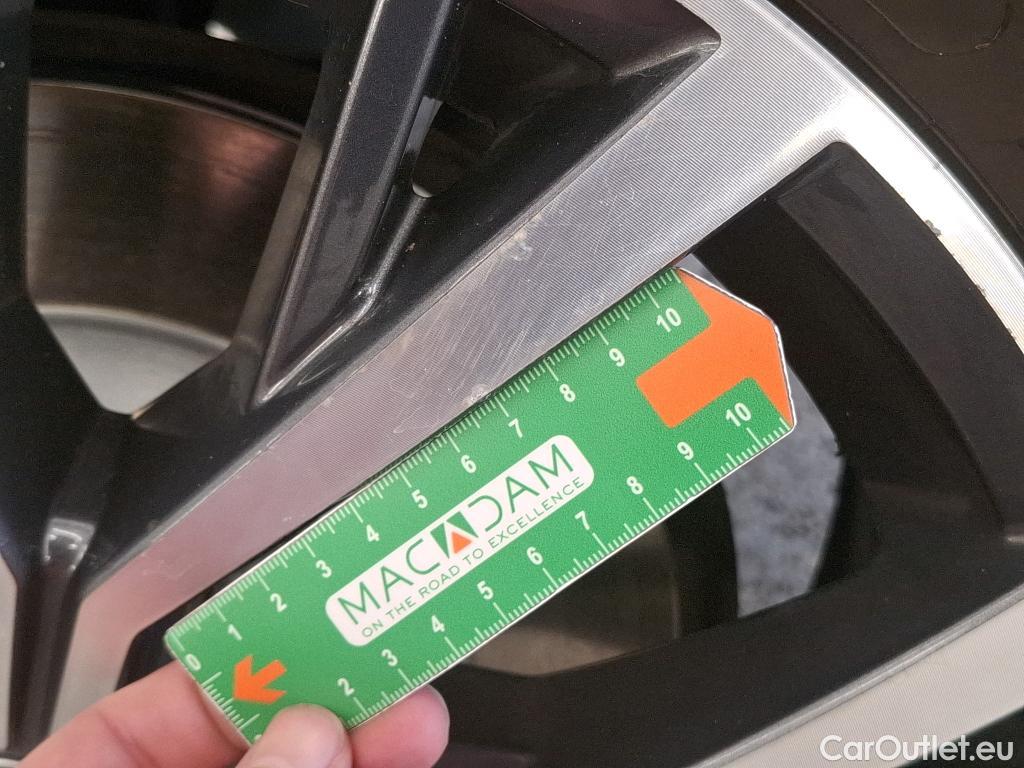 MACADAM
ON THE ROAD TO EXCELLENCE
0 1 2 3 4 5 6 7 8 9 10
2 3 4 5 6 7 8 9 10
CarOutlet.eu